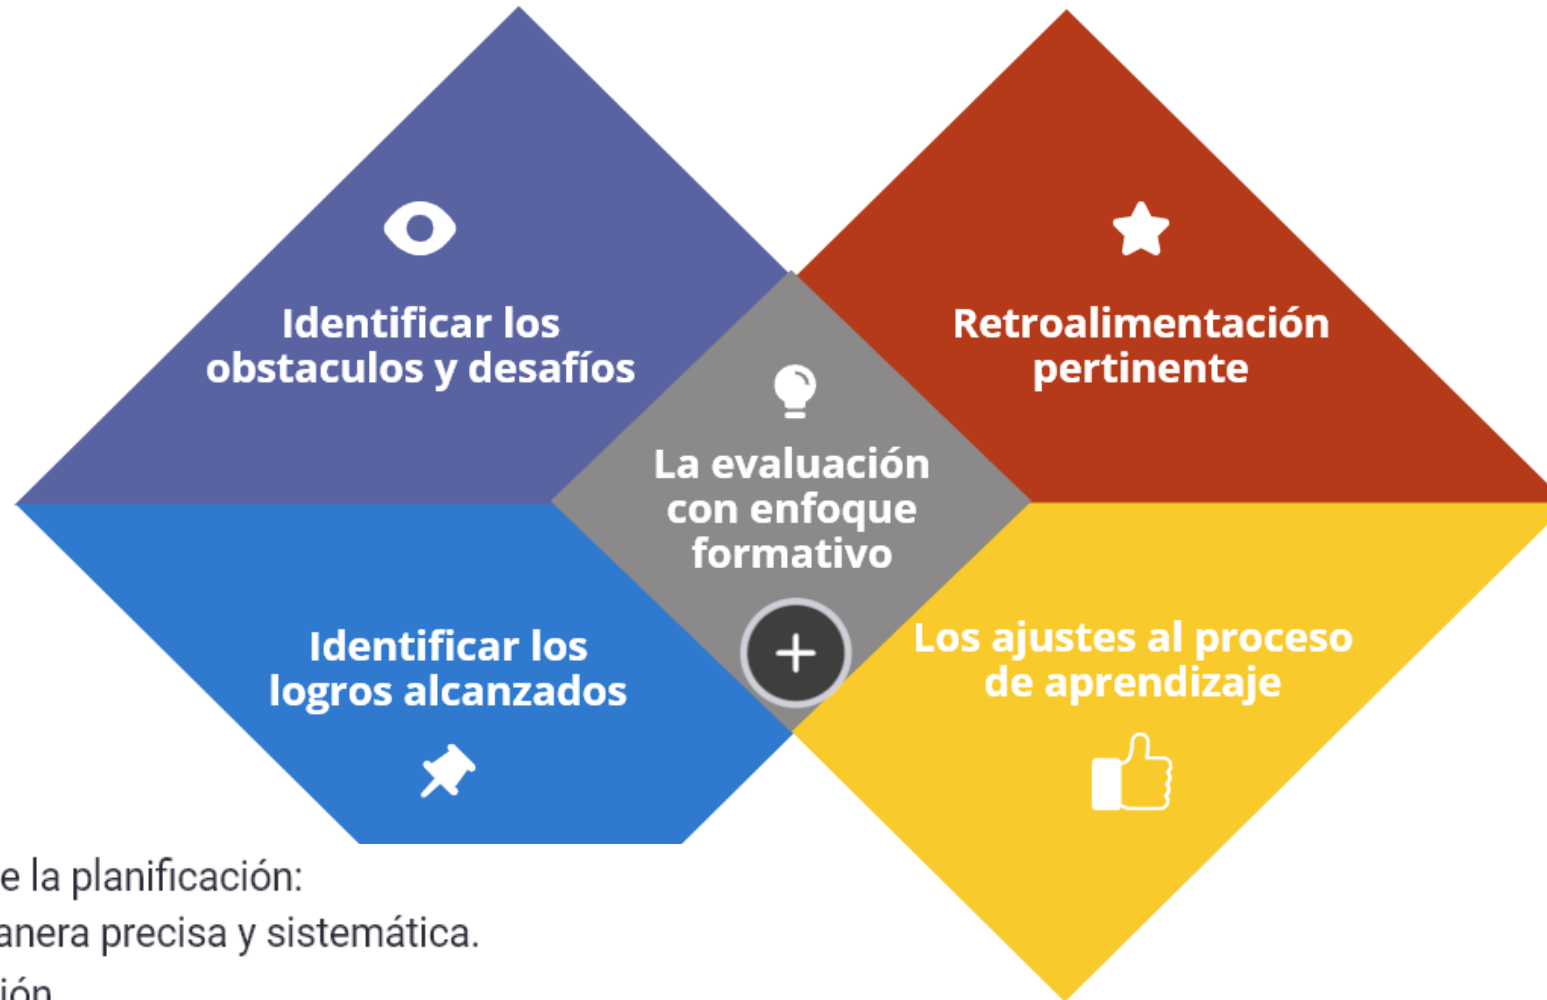 Identificar los
obstaculos y desafíos
Retroalimentación
pertinente
La evaluación
con enfoque
formativo
Identificar los
logros alcanzados
Los ajustes al proceso
de aprendizaje
e la planificación:
anera precisa y sistemática.
ión